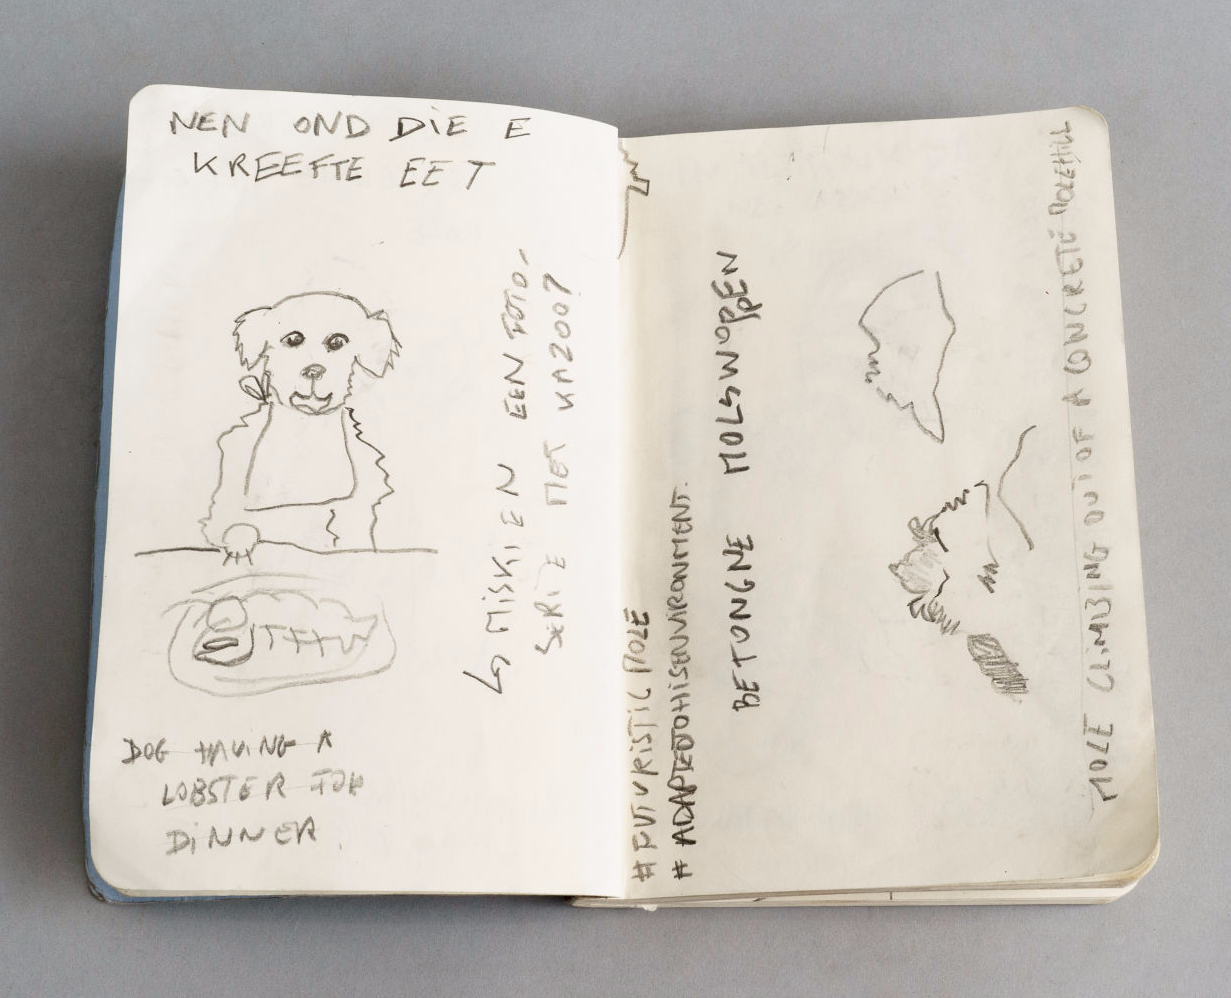 NEN OND DIE E
KREEFTE EET
↳ MISKIEN EEN FOTO-
SERIE MET KAZOO?
DOG HAVING A
LOBSTER FOR
DINNER.
#FUTURISTIC MOLE
#ADAPTEDTOHISENVIRONMENT.
BETONGNE MOLSWOPPEN
MOLE CLIMBING OUT OF A CONCRETE MOLEHILL